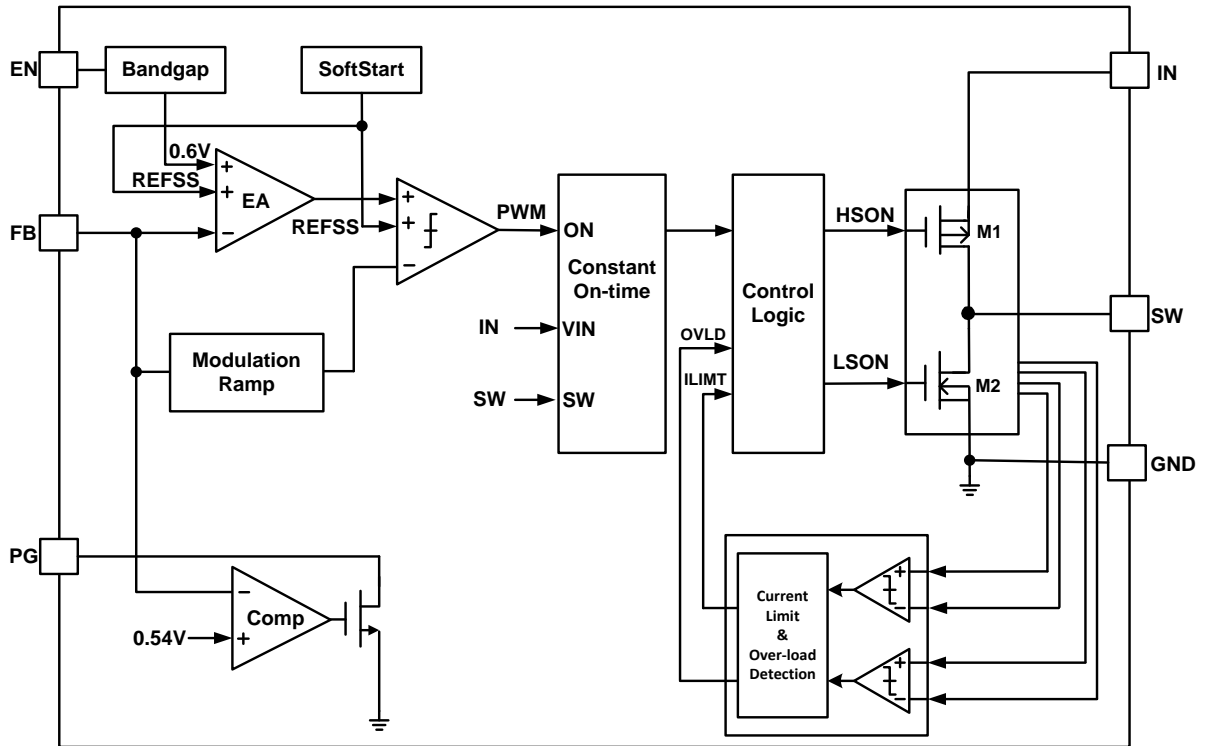 EN
Bandgap
SoftStart
IN
0.6V
+
REFSS
+
EA
−
FB
REFSS
+
+
−
PWM
ON
Constant
On-time
IN
VIN
SW
SW
Modulation
Ramp
Control
Logic
OVLD
ILIMT
HSON
LSON
M1
M2
SW
GND
PG
−
Comp
0.54V
+
Current
Limit
&
Over-load
Detection
+
−
+
−